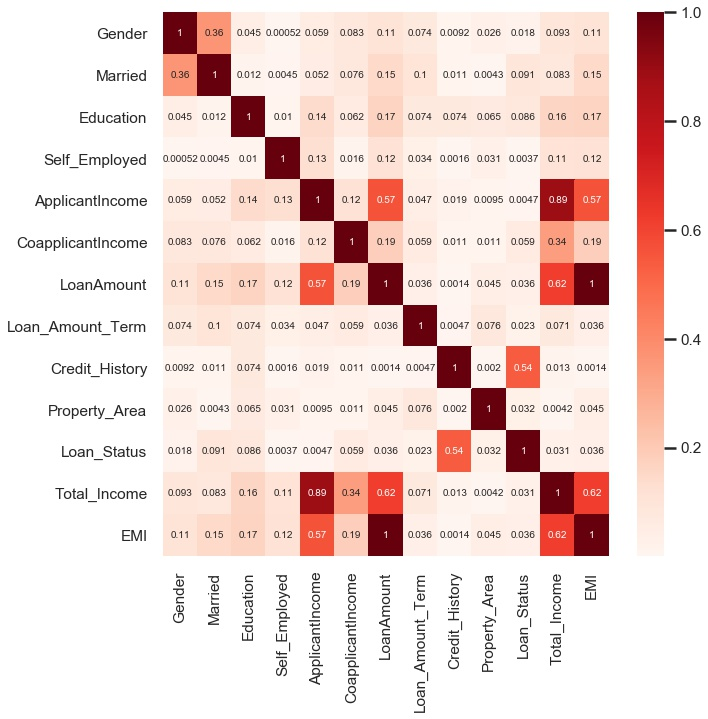 Gender 1 0.36 0.045 0.00052 0.059 0.083 0.11 0.074 0.0092 0.026 0.018 0.093 0.11
Married 0.36 1 0.012 0.0045 0.052 0.076 0.15 0.1 0.011 0.0043 0.091 0.083 0.15
Education 0.045 0.012 1 0.01 0.14 0.062 0.17 0.074 0.074 0.065 0.086 0.16 0.17
Self_Employed 0.00052 0.0045 0.01 1 0.13 0.016 0.12 0.034 0.0016 0.031 0.0037 0.11 0.12
ApplicantIncome 0.059 0.052 0.14 0.13 1 0.12 0.57 0.047 0.019 0.0095 0.0047 0.89 0.57
CoapplicantIncome 0.083 0.076 0.062 0.016 0.12 1 0.19 0.059 0.011 0.011 0.059 0.34 0.19
LoanAmount 0.11 0.15 0.17 0.12 0.57 0.19 1 0.036 0.0014 0.045 0.036 0.62 1
Loan_Amount_Term 0.074 0.1 0.074 0.034 0.047 0.059 0.036 1 0.0047 0.076 0.023 0.071 0.036
Credit_History 0.0092 0.011 0.074 0.0016 0.019 0.011 0.0014 0.0047 1 0.002 0.54 0.013 0.0014
Property_Area 0.026 0.0043 0.065 0.031 0.0095 0.011 0.045 0.076 0.002 1 0.032 0.0042 0.045
Loan_Status 0.018 0.091 0.086 0.0037 0.0047 0.059 0.036 0.023 0.54 0.032 1 0.031 0.036
Total_Income 0.093 0.083 0.16 0.11 0.89 0.34 0.62 0.071 0.013 0.0042 0.031 1 0.62
EMI 0.11 0.15 0.17 0.12 0.57 0.19 1 0.036 0.0014 0.045 0.036 0.62 1
Gender
Married
Education
Self_Employed
ApplicantIncome
CoapplicantIncome
LoanAmount
Loan_Amount_Term
Credit_History
Property_Area
Loan_Status
Total_Income
EMI
1.0
0.8
0.6
0.4
0.2